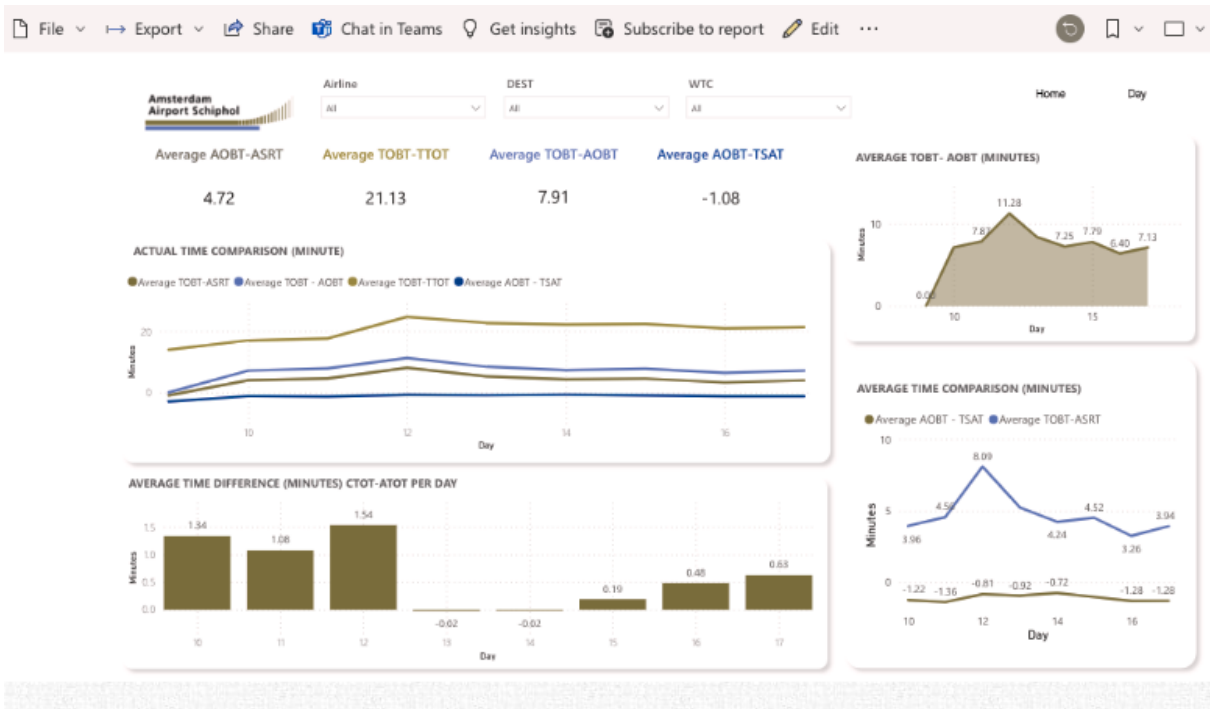 File Export Share Chat in Teams Get insights Subscribe to report Edit ...
Amsterdam
Airport Schiphol
Airline DEST WTC
All All All
Home Day
Average AOBT-ASRT Average TOBT-TTOT Average TOBT-AOBT Average AOBT-TSAT
4.72 21.13 7.91 -1.08
ACTUAL TIME COMPARISON (MINUTE)
Average TOBT-ASRT Average TOBT - AOBT Average TOBT-TTOT Average AOBT - TSAT
20
0
Minutes
10 12 14 16
Day
AVERAGE TIME DIFFERENCE (MINUTES) CTOT-ATOT PER DAY
1.5
1.0
0.5
0.0
Minutes
1.34 1.08 1.54 -0.02 -0.02 0.19 0.48 0.63
10 11 12 13 14 15 16 17
Day
AVERAGE TOBT- AOBT (MINUTES)
10
0
Minutes
11.28 7.25 7.79 6.40 7.13
10 15
Day
AVERAGE TIME COMPARISON (MINUTES)
Average AOBT - TSAT Average TOBT-ASRT
10
5
0
Minutes
3.96 8.09 4.24 4.52 3.26 3.94
-1.22 -1.36 -0.81 -0.92 -0.72 -1.28 -1.28
10 12 14 16
Day